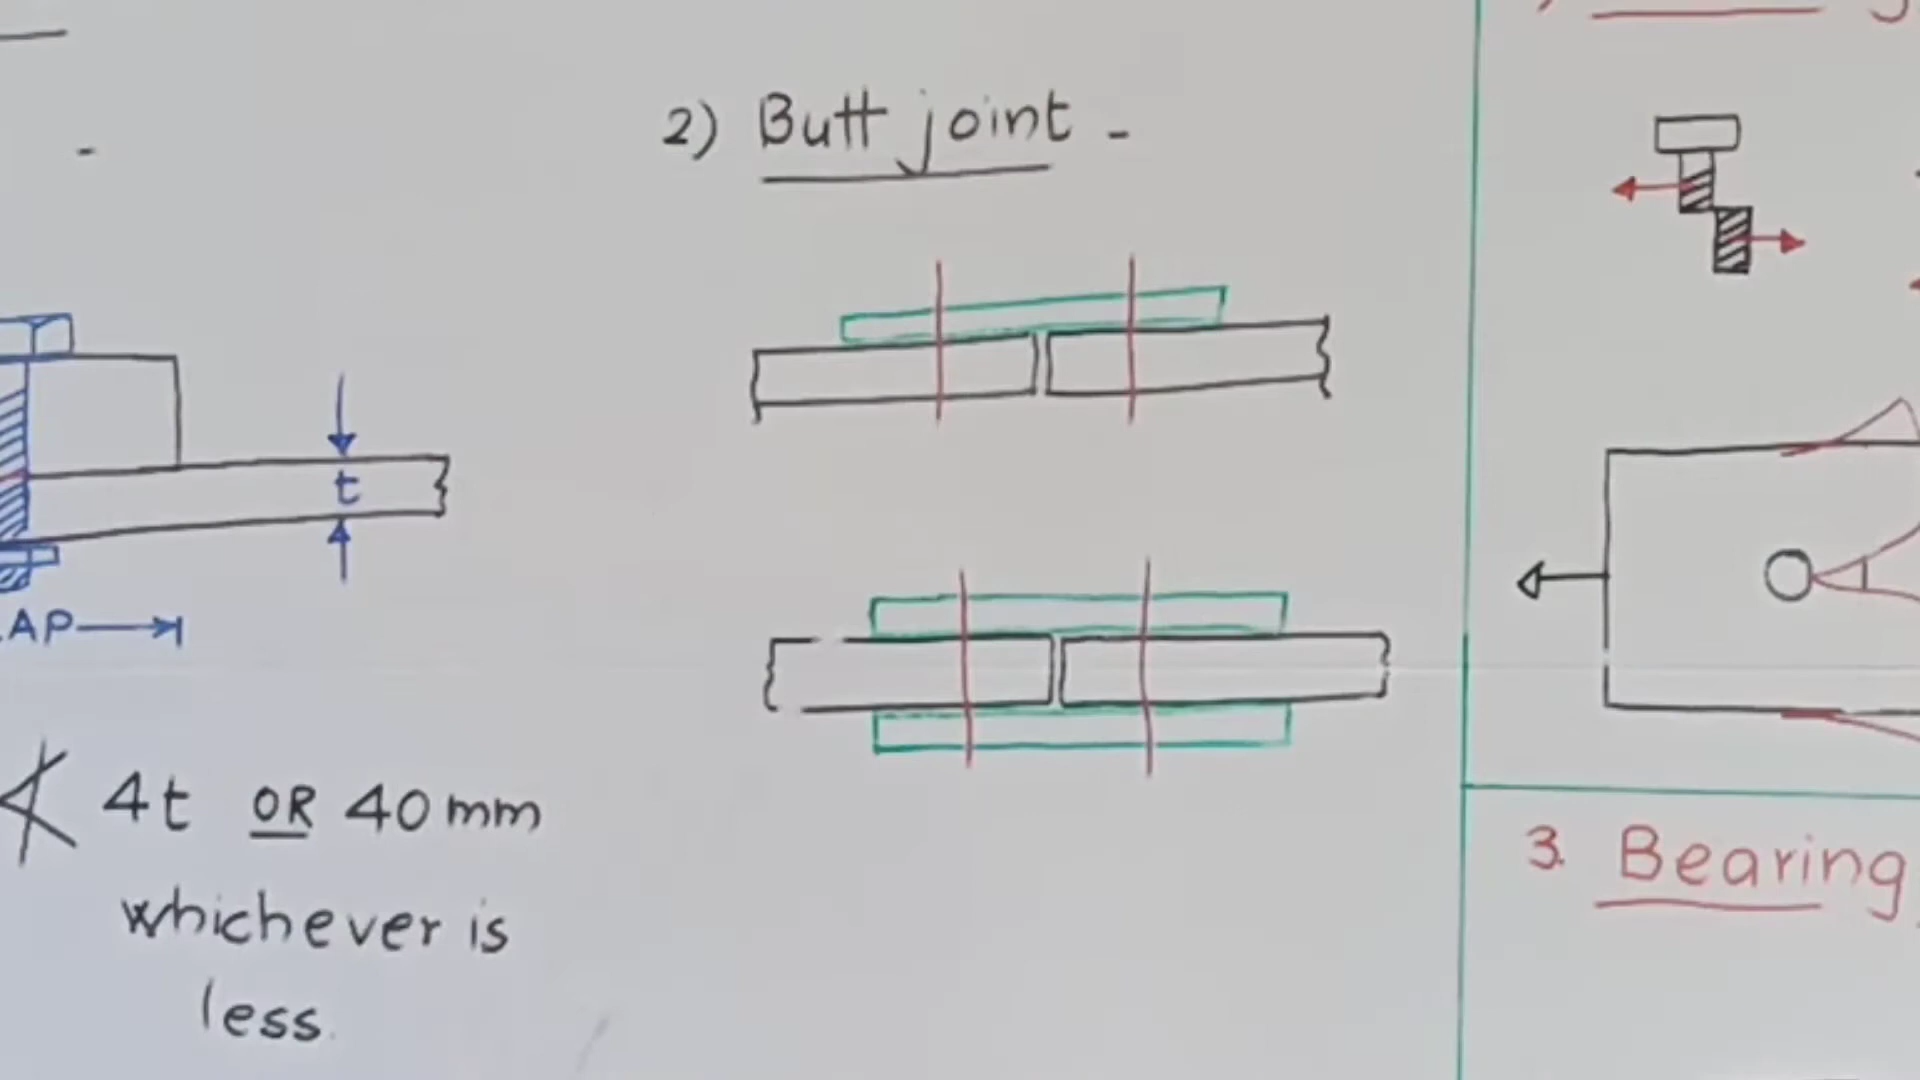 2) Butt joint -
t
AP
4t OR 40 mm
whichever is
less.
3. Bearing